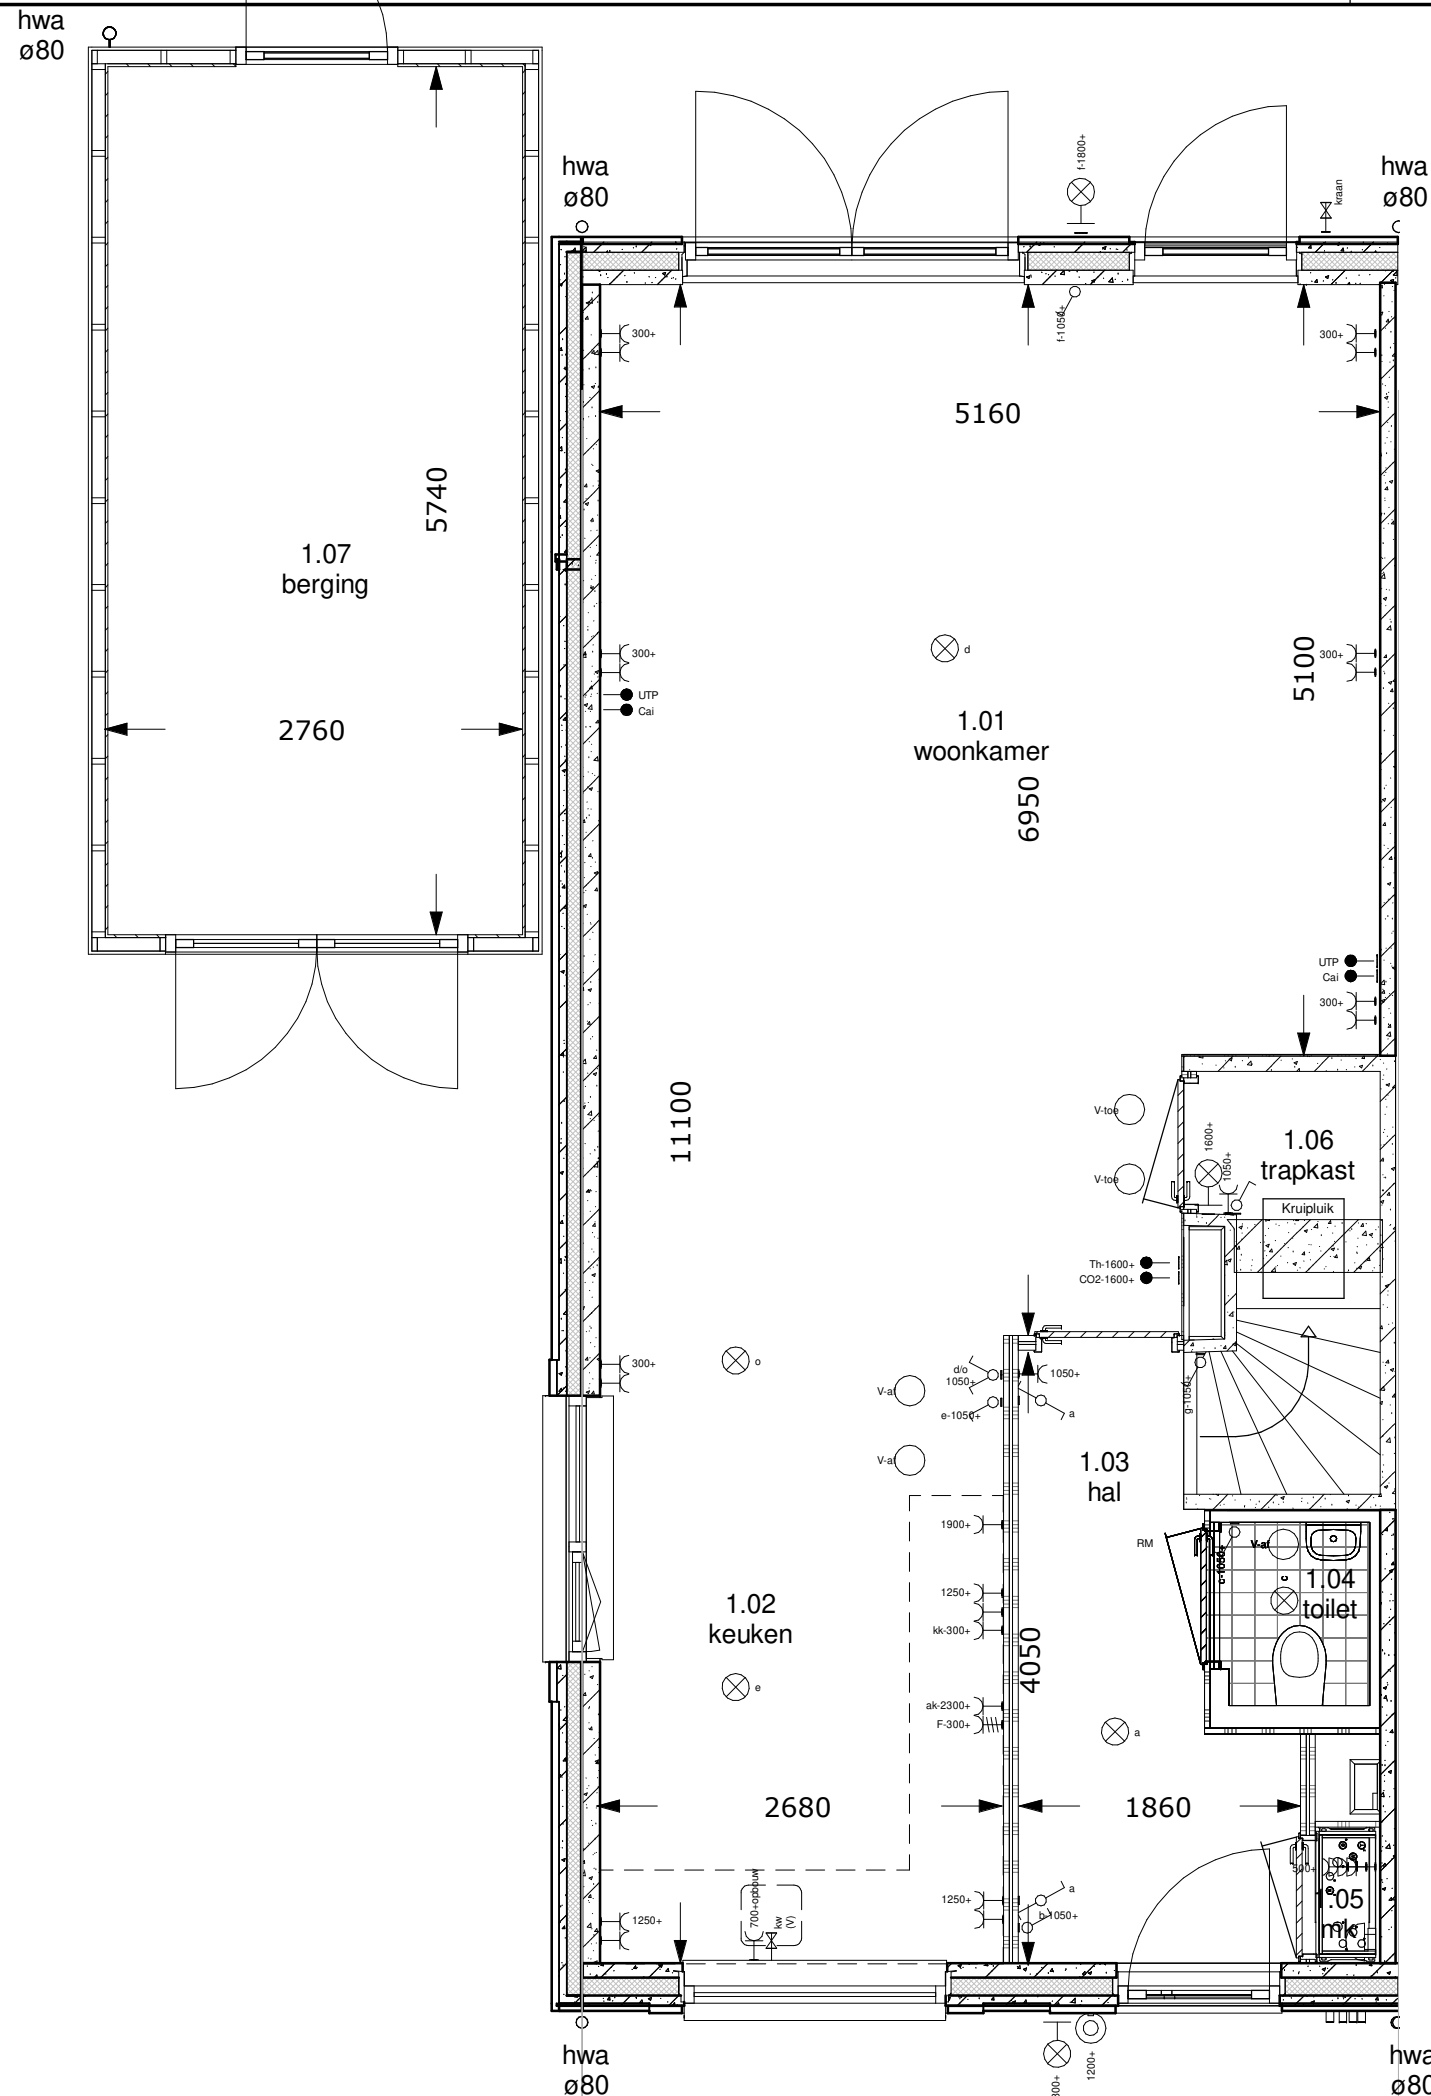 hwa
ø80
hwa
ø80
f-1800+
kraan
hwa
ø80
f-1050+
300+
300+
5160
5740
1.07
berging
300+
UTP
Cai
d
5100
300+
1.01
woonkamer
2760
6950
UTP
Cai
300+
11100
V-toe
1600+
1050+
1.06
trapkast
V-toe
Kruipluik
Th-1600+
CO2-1600+
300+
o
d/o
1050+
1050+
g-1050+
V-af
e-1050+
a
V-af
1.03
hal
1900+
RM
c-1050+
V-af
c
1.04
toilet
1250+
1.02
keuken
kk-300+
4050
e
ak-2300+
F-300+
a
2680
1860
500+
700+opbouw
kw
(V)
1250+
a
b-1050+
1.05
mk
1250+
hwa
ø80
1200+
hwa
ø80